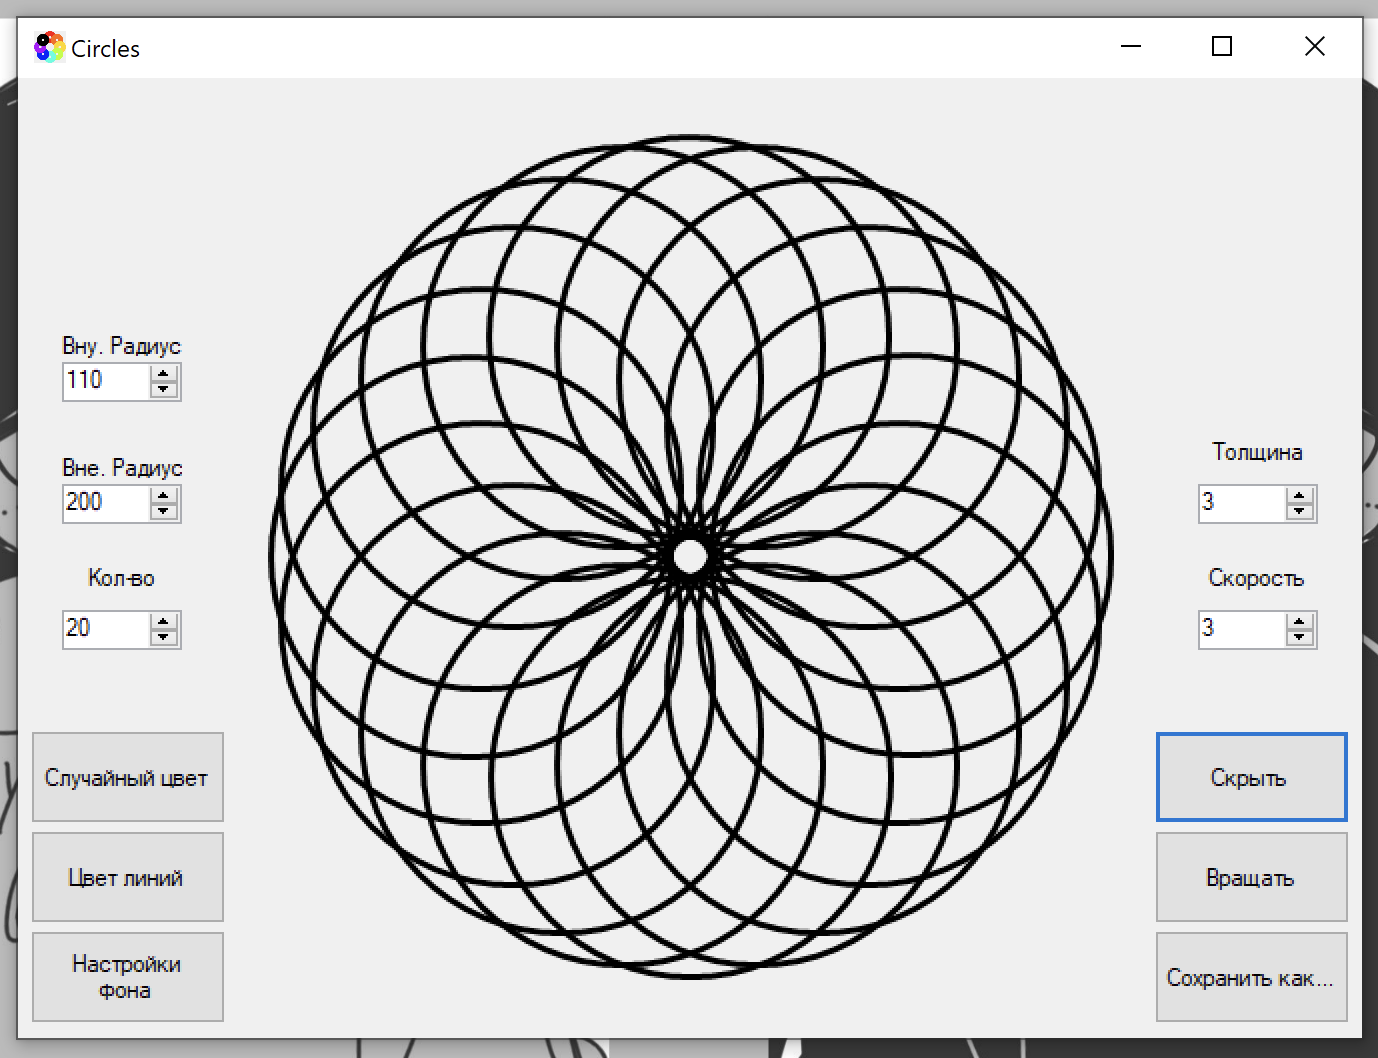 Circles
Вну. Радиус
110
Вне. Радиус
200
Кол-во
20
Толщина
3
Скорость
3
Случайный цвет
Цвет линий
Настройки
фона
Скрыть
Вращать
Сохранить как...